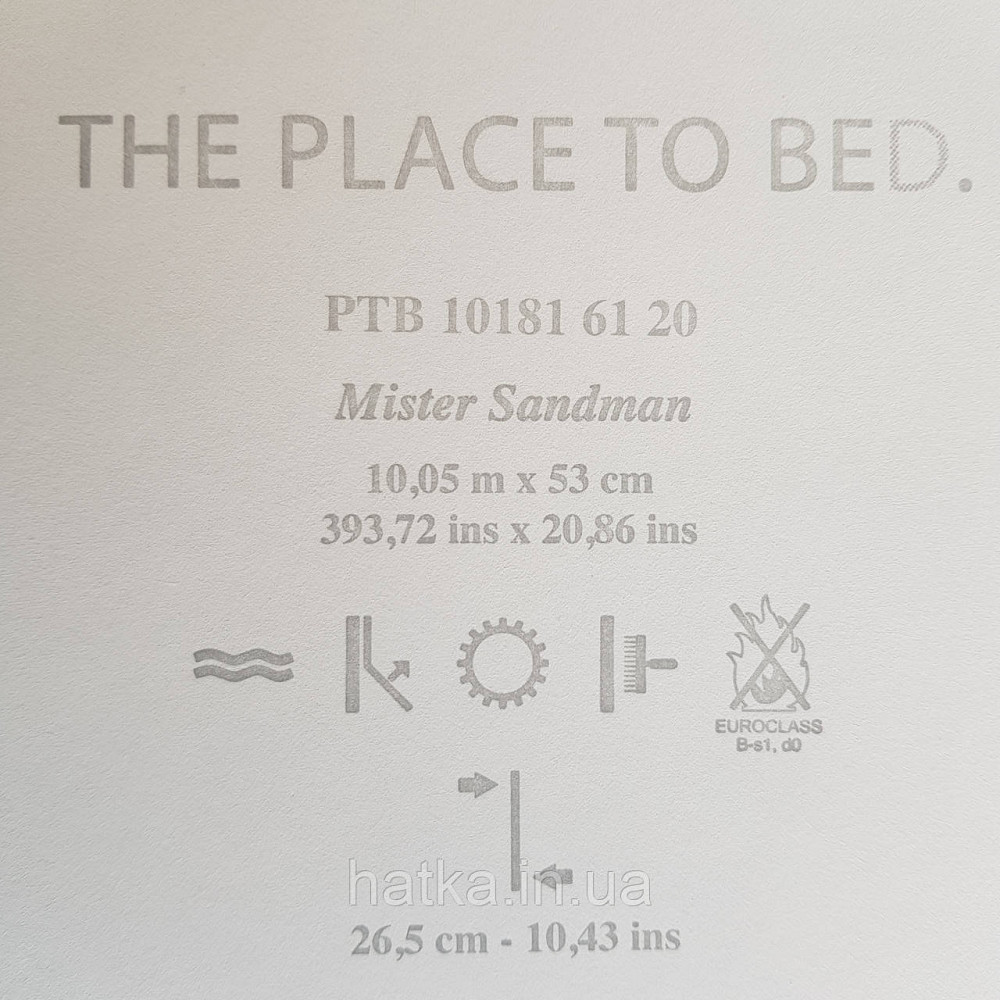 THE PLACE TO BED.
PTB 10181 61 20
Mister Sandman
10,05 m x 53 cm
393,72 ins x 20,86 ins
EUROCLASS
B-s1, d0
hatka.in.ua
26,5 cm - 10,43 ins